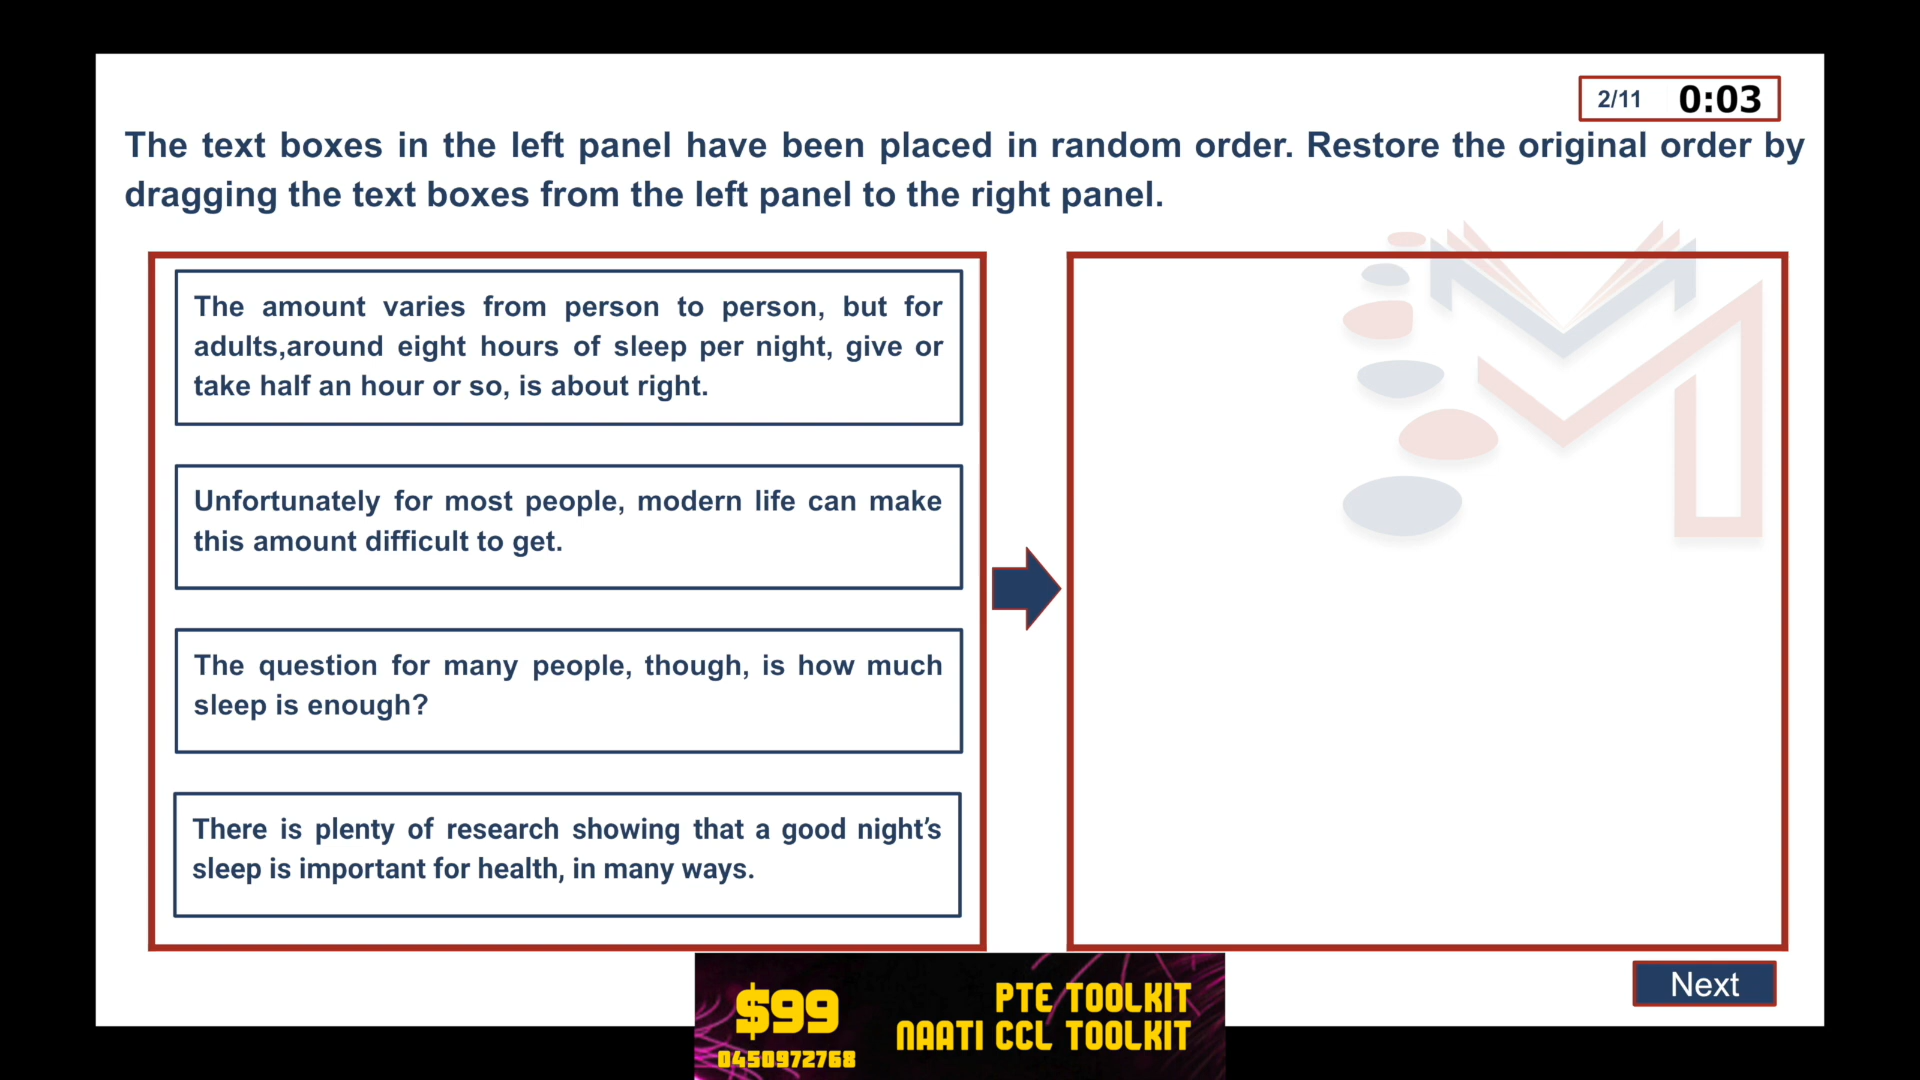 2/11 0:03
The text boxes in the left panel have been placed in random order. Restore the original order by
dragging the text boxes from the left panel to the right panel.
The amount varies from person to person, but for
adults,around eight hours of sleep per night, give or
take half an hour or so, is about right.
Unfortunately for most people, modern life can make
this amount difficult to get.
The question for many people, though, is how much
sleep is enough?
There is plenty of research showing that a good night’s
sleep is important for health, in many ways.
Next
$99
0450972768
PTE TOOLKIT
NAATI CCL TOOLKIT